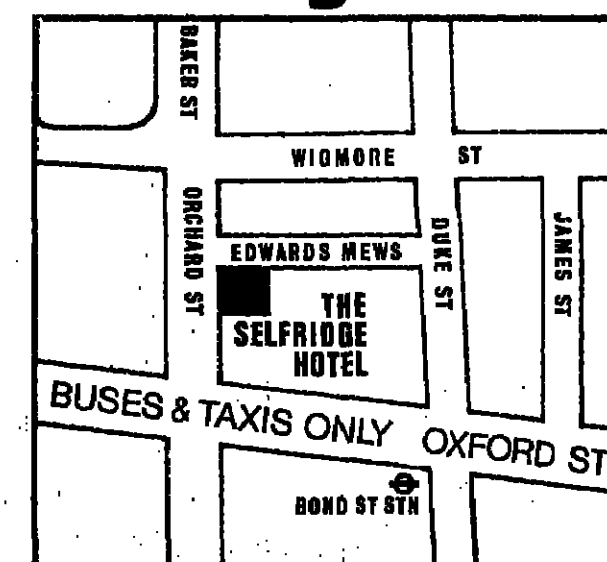 BAKER ST
WIGMORE ST
ORCHARD ST
DUKE ST
JAMES ST
EDWARDS MEWS
THE
SELFRIDGE
HOTEL
BUSES & TAXIS ONLY OXFORD ST
BOND ST STN